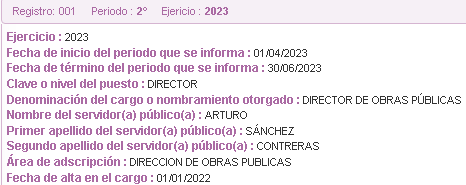 Registro: 001 Periodo : 2º Ejericio : 2023
Ejercicio : 2023
Fecha de inicio del periodo que se informa : 01/04/2023
Fecha de término del periodo que se informa : 30/06/2023
Clave o nivel del puesto : DIRECTOR
Denominación del cargo o nombramiento otorgado : DIRECTOR DE OBRAS PÚBLICAS
Nombre del servidor(a) público(a) : ARTURO
Primer apellido del servidor(a) público(a) : SÁNCHEZ
Segundo apellido del servidor(a) público(a) : CONTRERAS
Área de adscripción : DIRECCION DE OBRAS PUBLICAS
Fecha de alta en el cargo : 01/01/2022